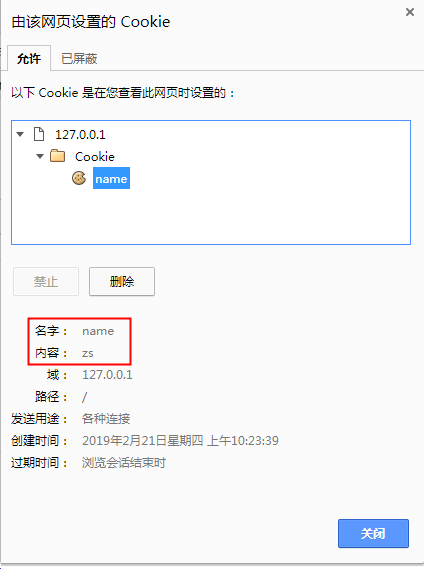 由该网页设置的 Cookie
允许 已屏蔽
以下 Cookie 是在您查看此网页时设置的：
127.0.0.1
Cookie
name
禁止 删除
名字： name
内容： zs
域： 127.0.0.1
路径： /
发送用途： 各种连接
创建时间： 2019年2月21日星期四 上午10:23:39
过期时间： 浏览会话结束时
关闭